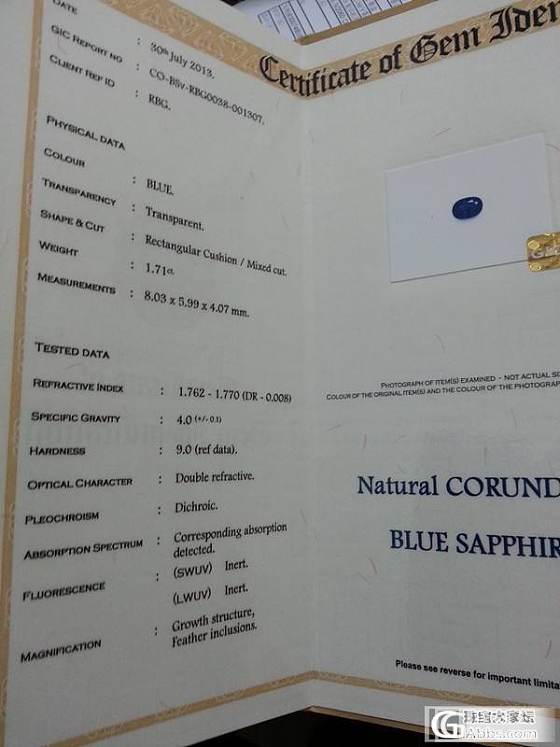 DATE : 30th July 2013.
GIC REPORT NO : CO-BSv-RBG0038-001307.
CLIENT REF ID : RBG.
PHYSICAL DATA
COLOUR : BLUE.
TRANSPARENCY : Transparent.
SHAPE & CUT : Rectangular Cushion / Mixed cut.
WEIGHT : 1.71ct.
MEASUREMENTS : 8.03 x 5.99 x 4.07 mm.
TESTED DATA
REFRACTIVE INDEX : 1.762 - 1.770 (DR - 0.008)
SPECIFIC GRAVITY : 4.0 (+/- 0.1)
HARDNESS : 9.0 (ref data).
OPTICAL CHARACTER : Double refractive.
PLEOCHROISM : Dichroic.
ABSORPTION SPECTRUM : Corresponding absorption
detected.
FLUORESCENCE : (SWUV) Inert.
(LWUV) Inert.
MAGNIFICATION : Growth structure,
Feather inclusions.
Certificate of Gem Iden
PHOTOGRAPH OF ITEM(S) EXAMINED - NOT ACTUAL SI
COLOUR OF THE ORIGINAL ITEM(S) AND THE COLOUR OF THE PHOTOGRAP
Natural CORUND
BLUE SAPPHIR
Please see reverse for important limita